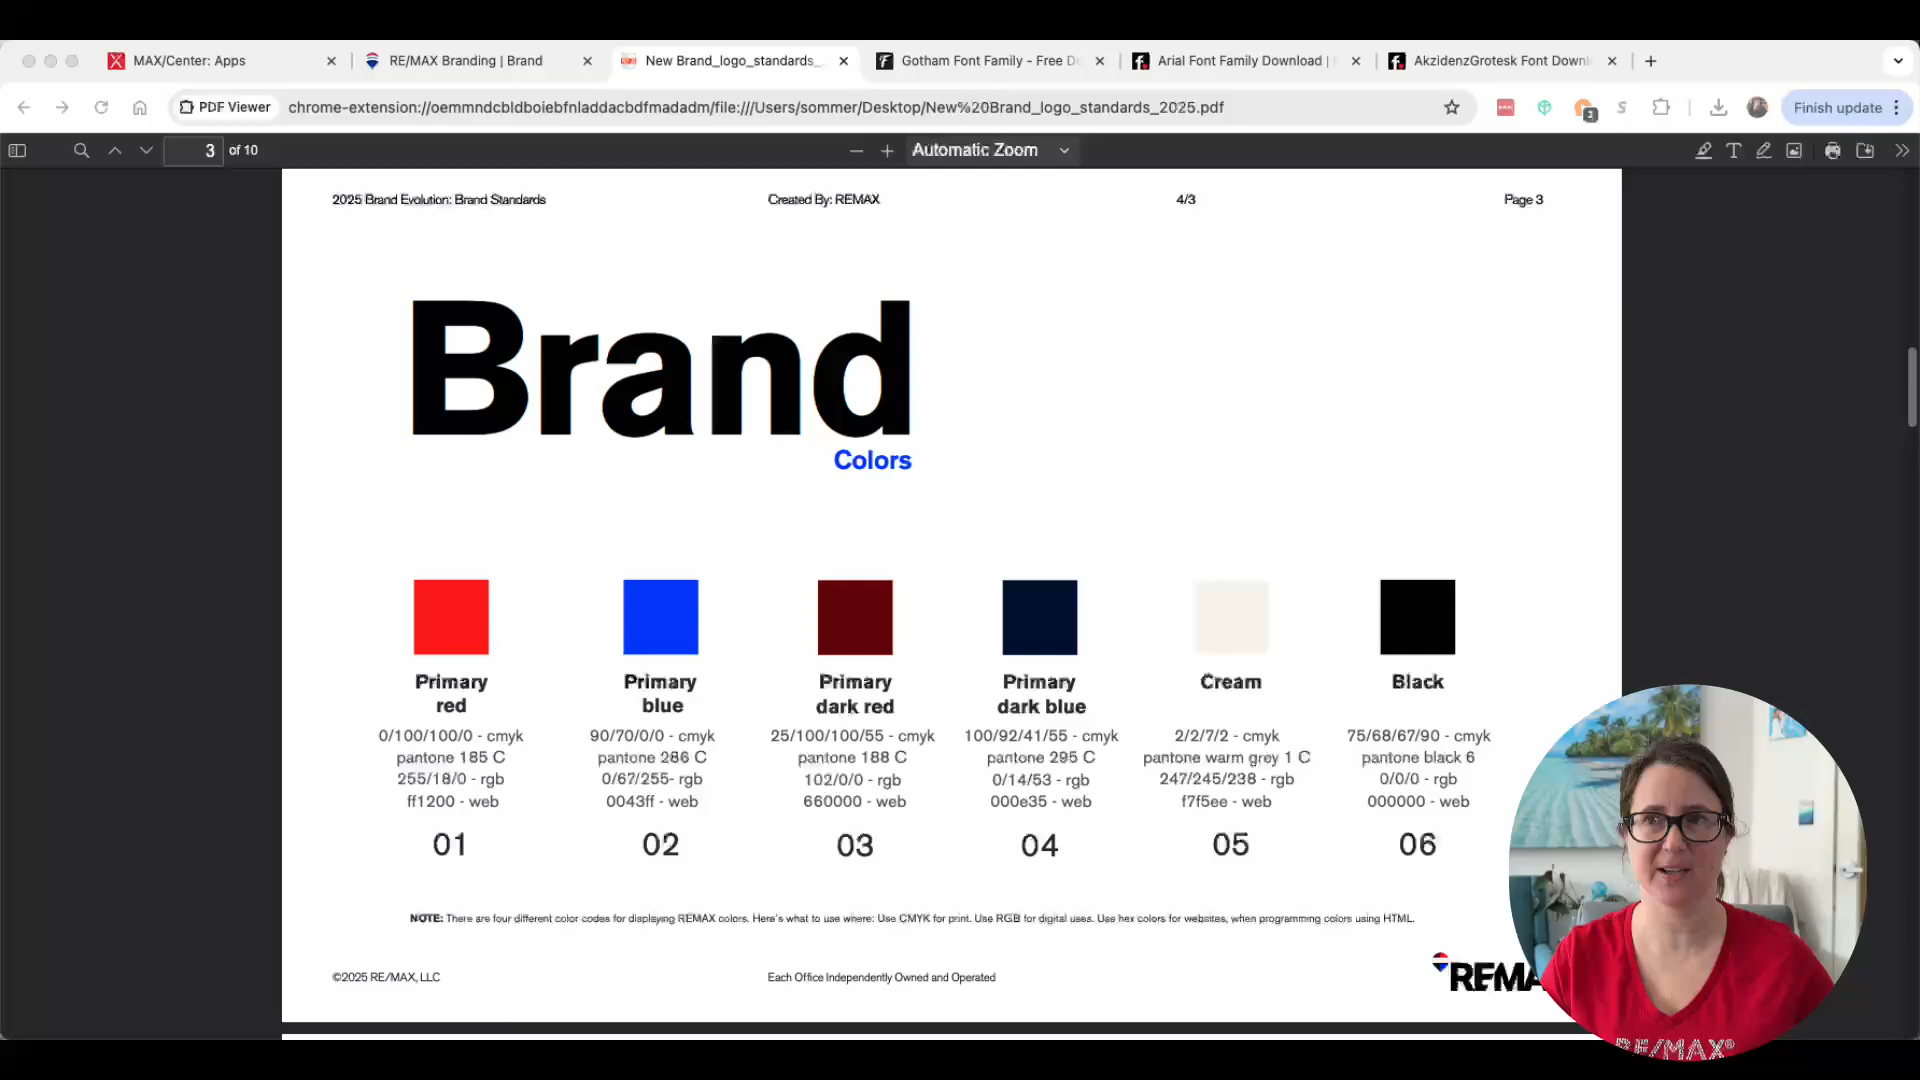 MAX/Center: Apps
RE/MAX Branding | Brand
New Brand_logo_standards_
Gotham Font Family - Free D
Arial Font Family Download |
AkzidenzGrotesk Font Downl
PDF Viewer
chrome-extension://oemmndcbldboiebfnladdacbdfmadadm/file:///Users/sommer/Desktop/New%20Brand_logo_standards_2025.pdf
Finish update
3 of 10
Automatic Zoom
2025 Brand Evolution: Brand Standards
Created By: REMAX
4/3
Page 3
Brand
Colors
Primary red
0/100/100/0 - cmyk
pantone 185 C
255/18/0 - rgb
ff1200 - web
01
Primary blue
90/70/0/0 - cmyk
pantone 286 C
0/67/255- rgb
0043ff - web
02
Primary dark red
25/100/100/55 - cmyk
pantone 188 C
102/0/0 - rgb
660000 - web
03
Primary dark blue
100/92/41/55 - cmyk
pantone 295 C
0/14/53 - rgb
000e35 - web
04
Cream
2/2/7/2 - cmyk
pantone warm grey 1 C
247/245/238 - rgb
f7f5ee - web
05
Black
75/68/67/90 - cmyk
pantone black 6
0/0/0 - rgb
000000 - web
06
NOTE: There are four different color codes for displaying REMAX colors. Here's what to use where: Use CMYK for print. Use RGB for digital uses. Use hex colors for websites, when programming colors using HTML.
©2025 RE/MAX, LLC
Each Office Independently Owned and Operated
REMA
RE/MAX®